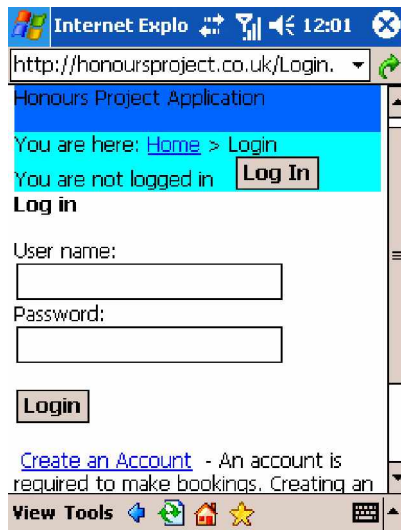 Internet Explo 12:01
http://honoursproject.co.uk/Login.
Honours Project Application
You are here: Home > Login
You are not logged in Log In
Log in
User name:
Password:
Login
Create an Account - An account is
required to make bookings. Creating an
View Tools